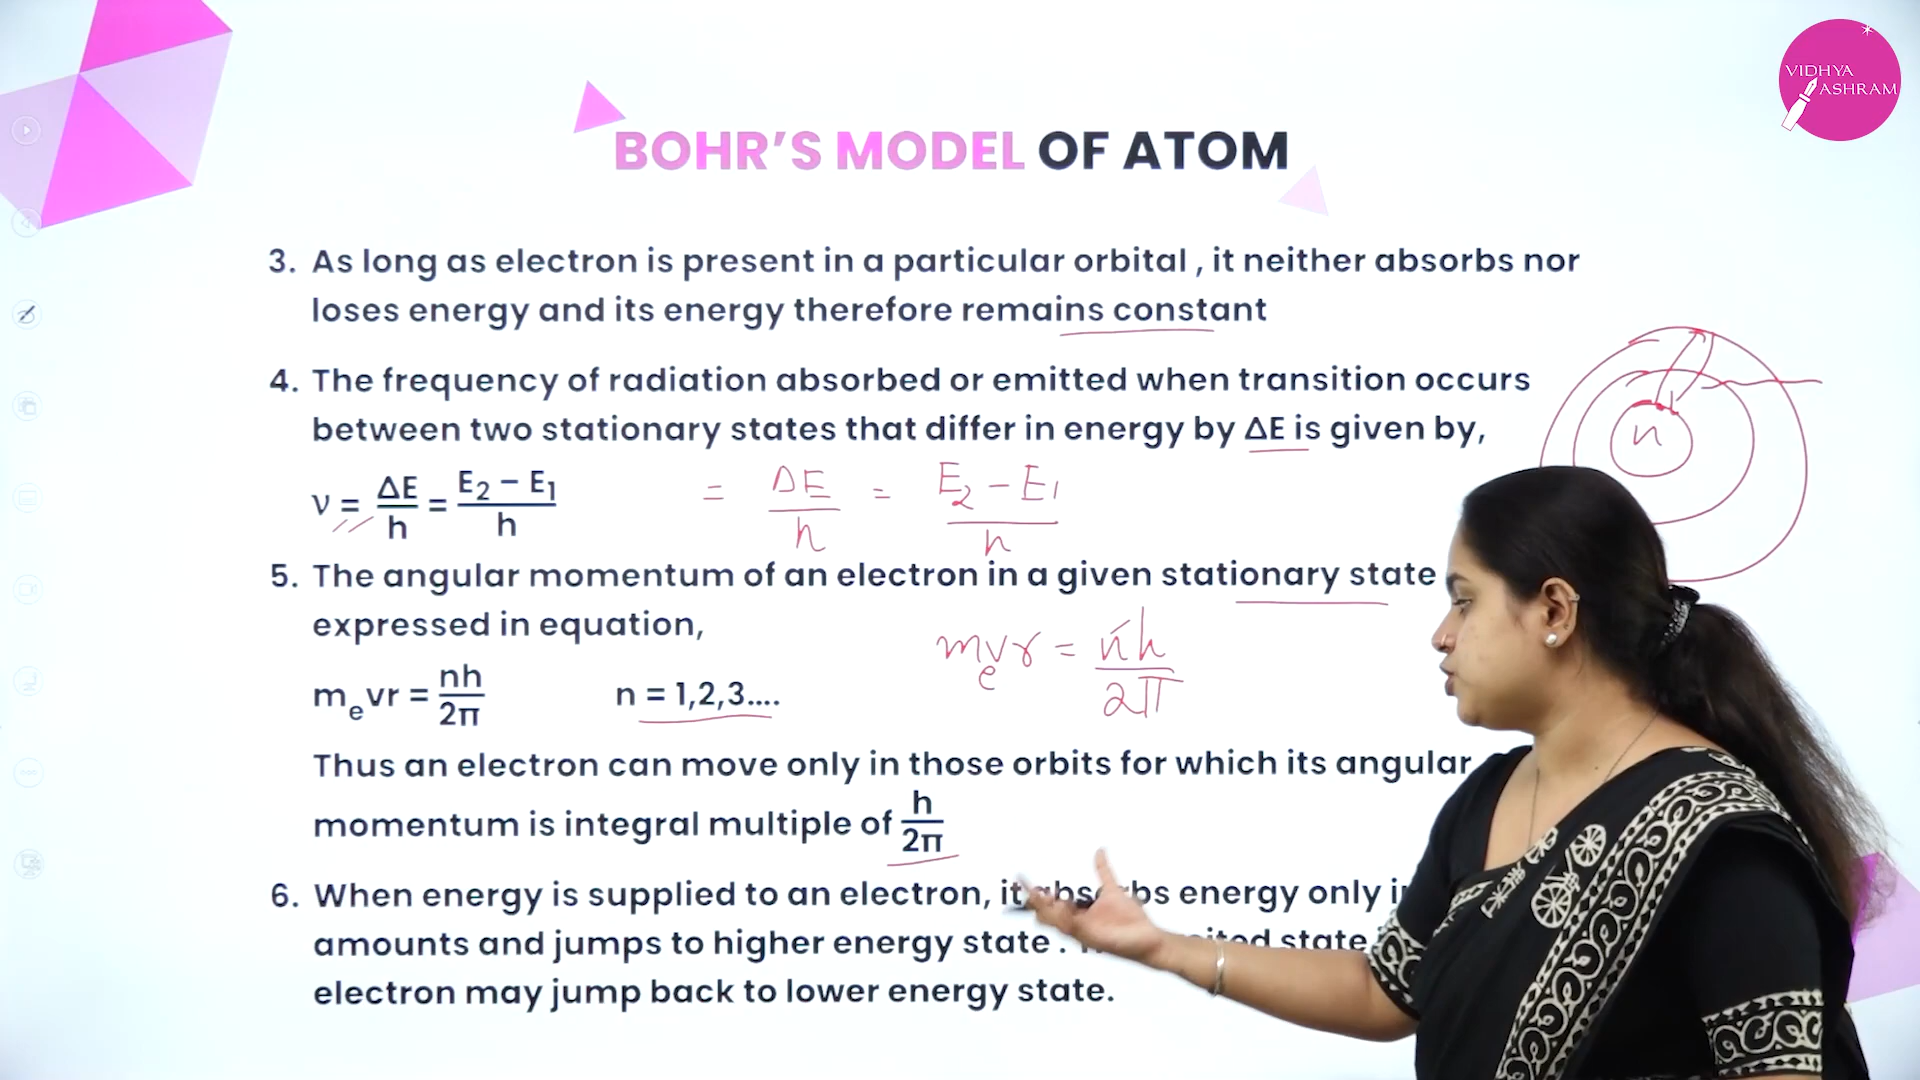 VIDHYA
ASHRAM
BOHR'S MODEL OF ATOM
3. As long as electron is present in a particular orbital , it neither absorbs nor
loses energy and its energy therefore remains constant
4. The frequency of radiation absorbed or emitted when transition occurs
between two stationary states that differ in energy by ΔE is given by,
ν = ΔE/h = E₂ − E₁/h = ΔE/h = E₂ − E₁/h
n
5. The angular momentum of an electron in a given stationary state
expressed in equation,
mₑvr = nh/2π n = 1,2,3.... mₑvr = nh/2π
Thus an electron can move only in those orbits for which its angular
momentum is integral multiple of h/2π
6. When energy is supplied to an electron, it absorbs energy only
amounts and jumps to higher energy state . state
electron may jump back to lower energy state.